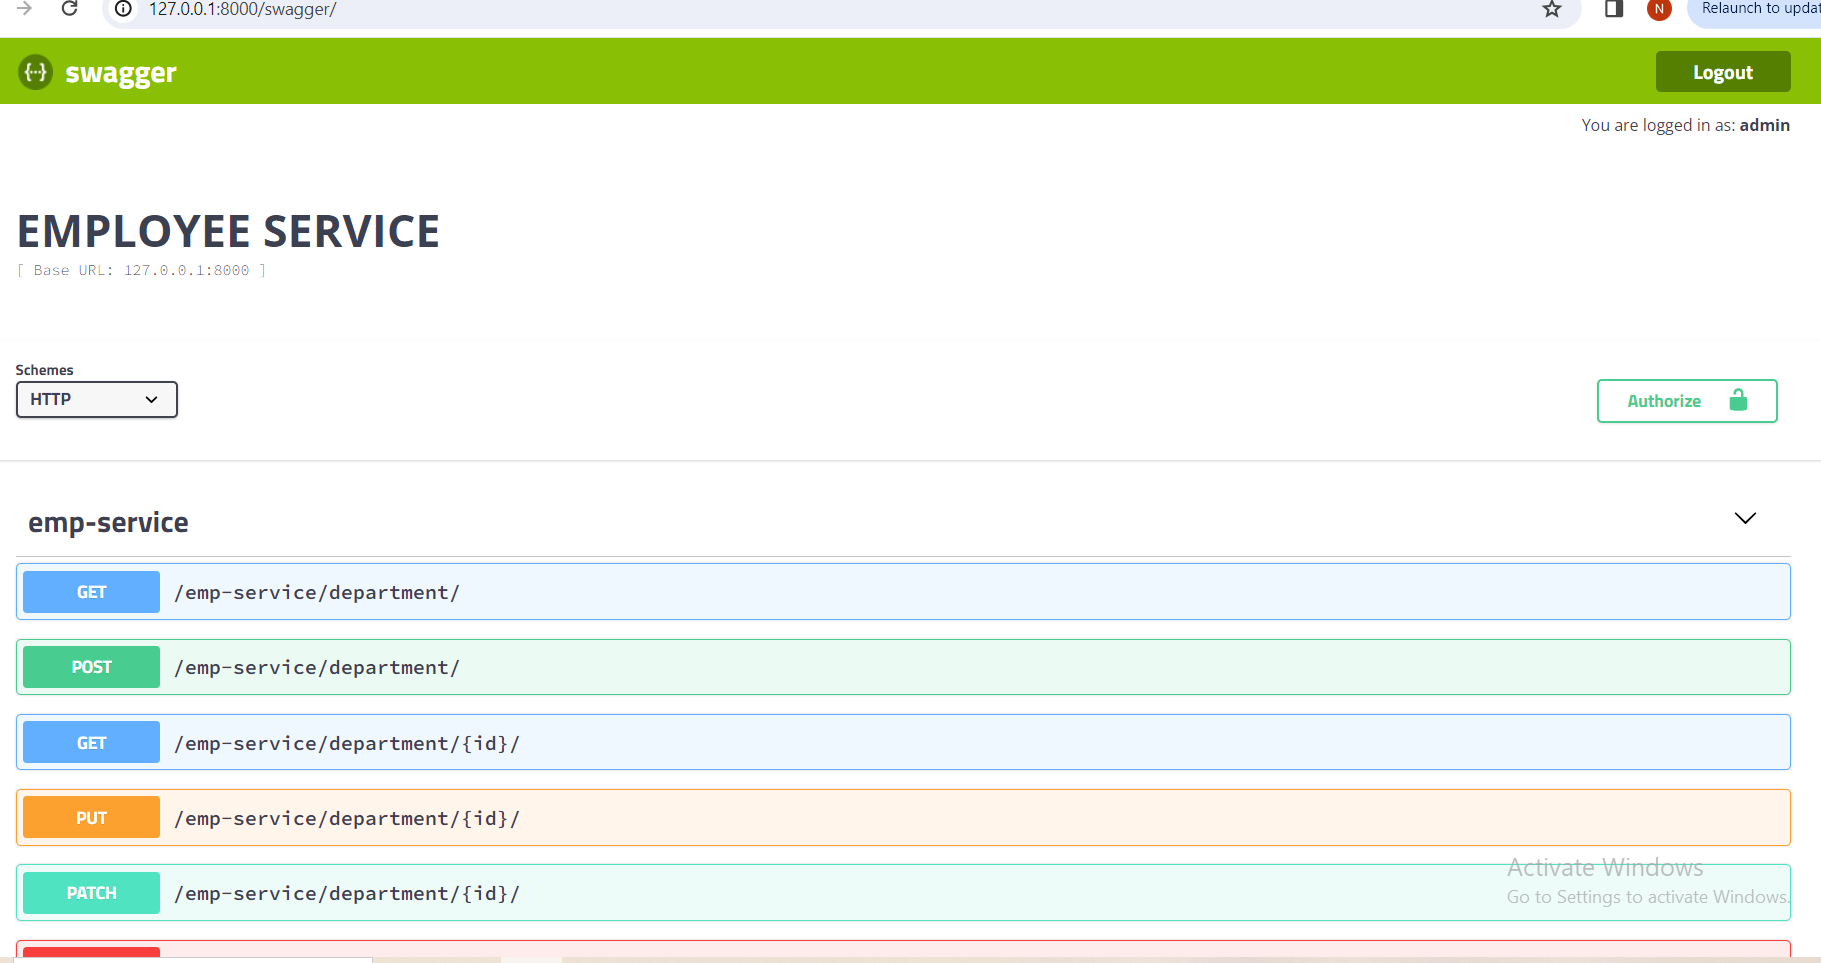 127.0.0.1:8000/swagger/
N
Relaunch to updat
{···} swagger
Logout
You are logged in as: admin
EMPLOYEE SERVICE
[ Base URL: 127.0.0.1:8000 ]
Schemes
HTTP
Authorize
emp-service
GET /emp-service/department/
POST /emp-service/department/
GET /emp-service/department/{id}/
PUT /emp-service/department/{id}/
PATCH /emp-service/department/{id}/
Activate Windows
Go to Settings to activate Windows.